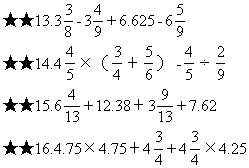 ★★13.3 3/8 - 3 4/9 + 6.625 - 6 5/9
★★14.4 4/5 × （3/4 + 5/6） - 4/5 ÷ 2/9
★★15.6 4/13 + 12.38 + 3 9/13 + 7.62
★★16.4.75×4.75+4 3/4+4 3/4×4.25